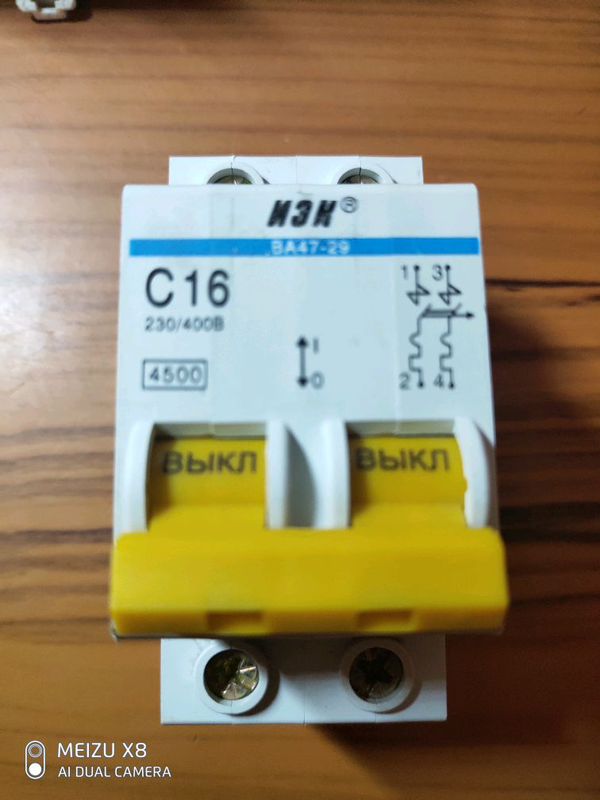 ИЭК®
ВА47-29
C16
230/400В
4500
1 3
I
0
2 4
ВЫКЛ ВЫКЛ
MEIZU X8
AI DUAL CAMERA